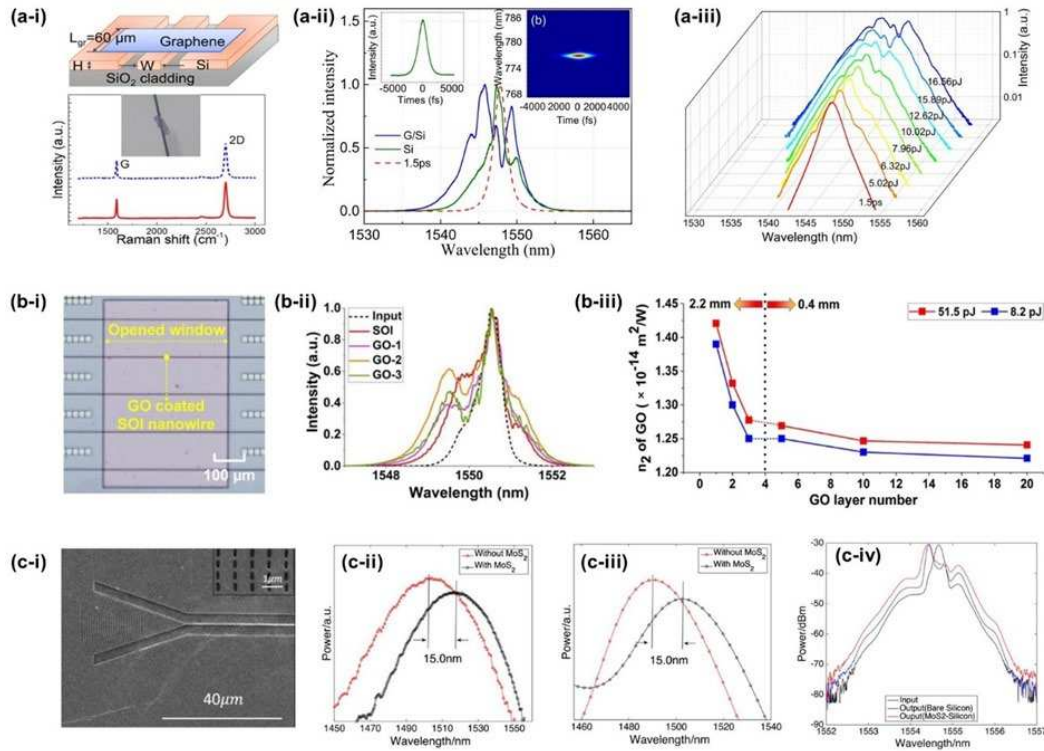 (a-i)
L_gr=60 μm
Graphene
H
W
Si
SiO₂ cladding
Intensity (a.u.)
G
2D
1500
2000
2500
3000
Raman shift (cm⁻¹)
(a-ii)
Normalized intensity
1.5
1.0
0.5
0.0
1530
1540
1550
1560
Wavelength (nm)
Intensity (a.u.)
-5000
0
5000
Times (fs)
G/Si
Si
1.5ps
(b)
Wavelength(nm)
786
780
774
768
-4000
-2000
0
2000
4000
Time (fs)
(a-iii)
Intensity (a.u.)
1
0.1
0.01
16.56pJ
15.89pJ
12.62pJ
10.02pJ
7.96pJ
6.32pJ
5.02pJ
1.5ps
1530
1535
1540
1545
1550
1555
1560
Wavelength (nm)
(b-i)
Opened window
GO coated
SOI nanowire
100 μm
(b-ii)
Intensity (a.u.)
1.0
0.8
0.6
0.4
0.2
0.0
Input
SOI
GO-1
GO-2
GO-3
1548
1550
1552
Wavelength (nm)
(b-iii)
n₂ of GO ( × 10⁻¹⁴ m²/W)
1.45
1.40
1.35
1.30
1.25
1.20
2.2 mm
0.4 mm
51.5 pJ
8.2 pJ
0
2
4
6
8
10
12
14
16
18
20
GO layer number
(c-i)
1μm
40μm
(c-ii)
Power/a.u.
Without MoS₂
With MoS₂
15.0nm
1450
1470
1490
1510
1530
1550
Wavelength/nm
(c-iii)
Power/a.u.
Without MoS₂
With MoS₂
15.0nm
1460
1480
1500
1520
1540
Wavelength/nm
(c-iv)
Power/dBm
-30
-40
-50
-60
-70
-80
-90
Input
Output(Bare Silicon)
Ouput(MoS2-Silicon)
1552
1553
1554
1555
1556
1557
Wavelength/nm